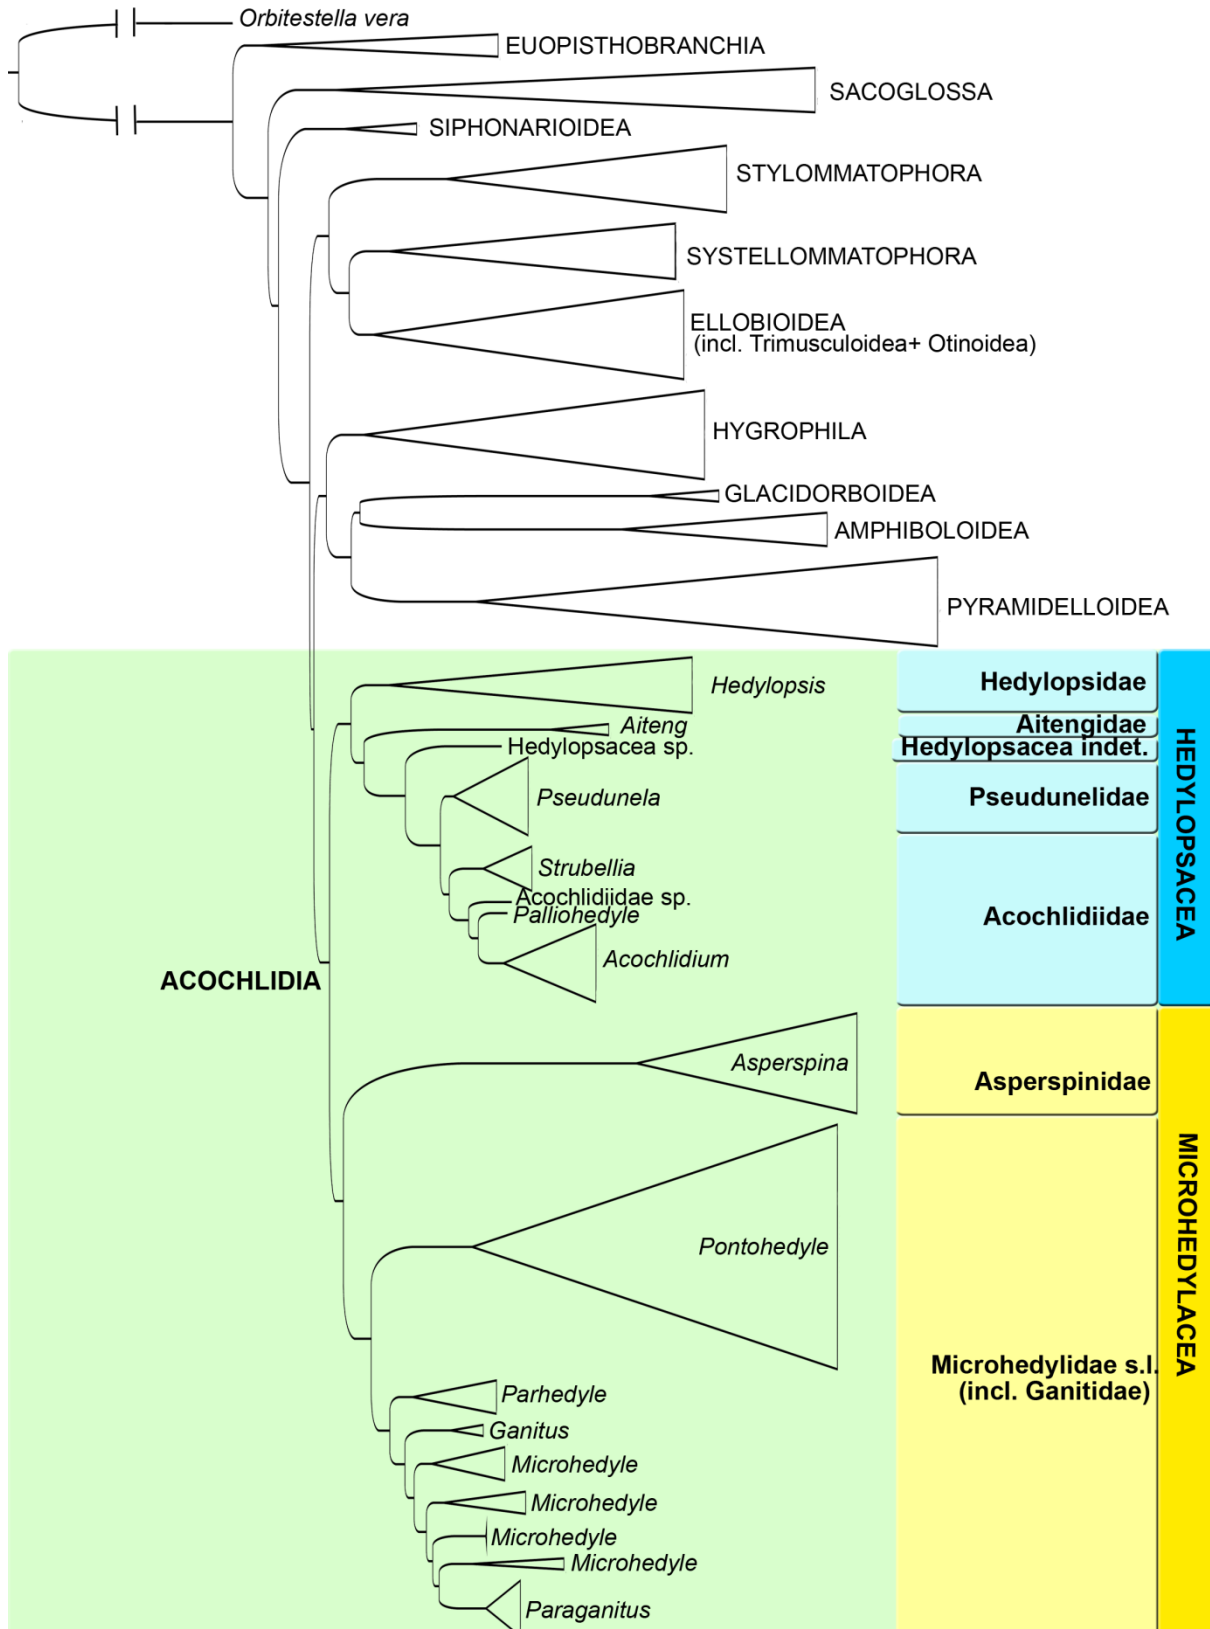 Orbitestella vera
EUOPISTHOBRANCHIA
SACOGLOSSA
SIPHONARIOIDEA
STYLOMMATOPHORA
SYSTELLOMMATOPHORA
ELLOBIOIDEA
(incl. Trimusculoidea+ Otinoidea)
HYGROPHILA
GLACIDORBOIDEA
AMPHIBOLOIDEA
PYRAMIDELLOIDEA
Hedylopsis
Hedylopsidae
Aiteng
Aitengidae
Hedylopsacea sp.
Hedylopsacea indet.
Pseudunela
Pseudunelidae
Strubellia
Acochlidiidae sp.
Palliohedyle
Acochlidiidae
Acochlidium
HEDYLOPSACEA
ACOCHLIDIA
Asperspina
Asperspinidae
Pontohedyle
Microhedylidae s.l.
(incl. Ganitidae)
MICROHEDYLACEA
Parhedyle
Ganitus
Microhedyle
Microhedyle
Microhedyle
Microhedyle
Paraganitus